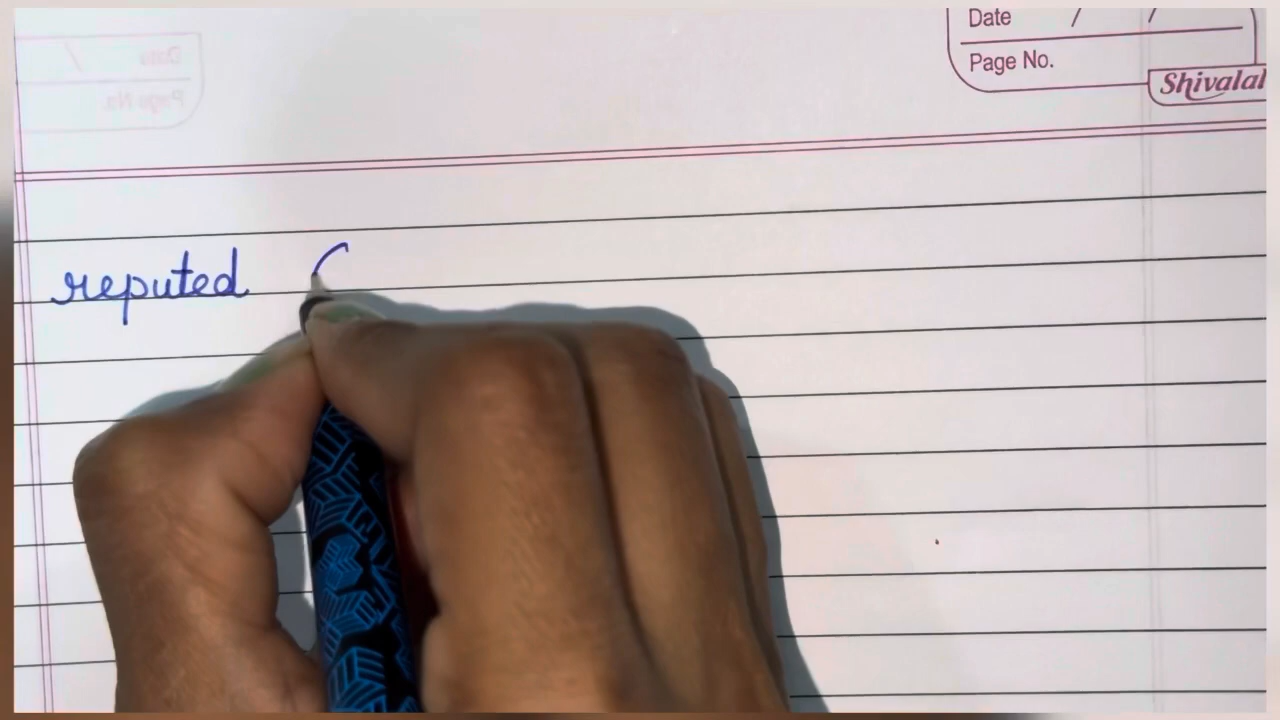 Date / /
Page No.
Shivalal
reputed